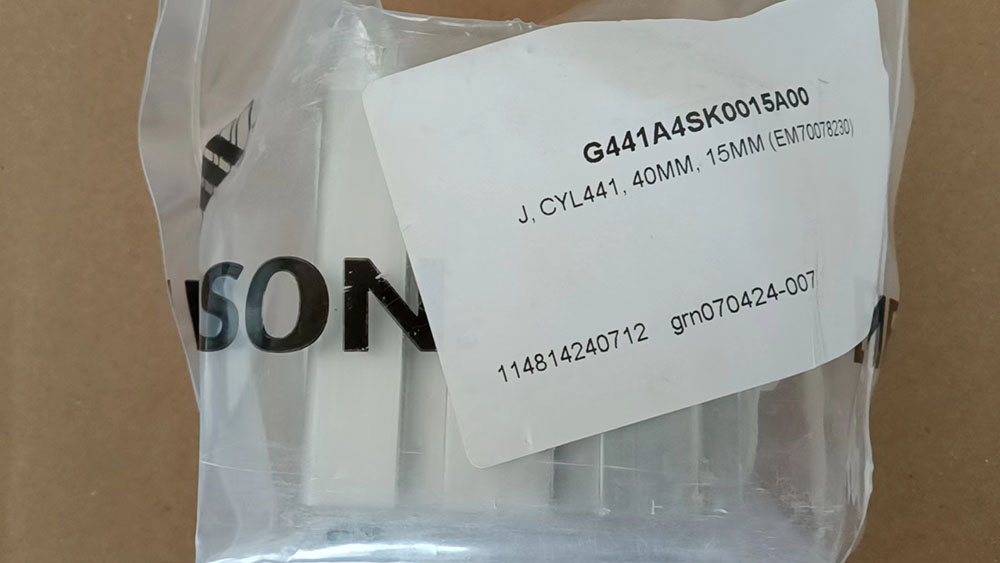 G441A4SK0015A00
J, CYL441, 40MM, 15MM (EM70078230)
SON
114814240712 grn070424-007